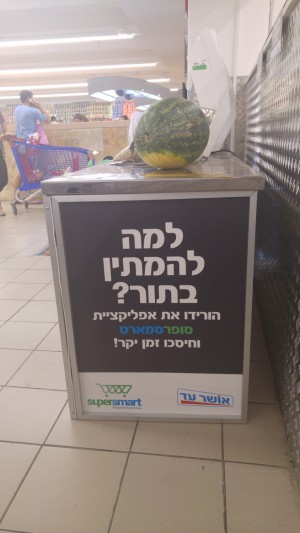 למה
להמתין
בתור?
הורידו את אפליקציית
סופרסמארט
וחיסכו זמן יקר!
supersmart
אושר עד